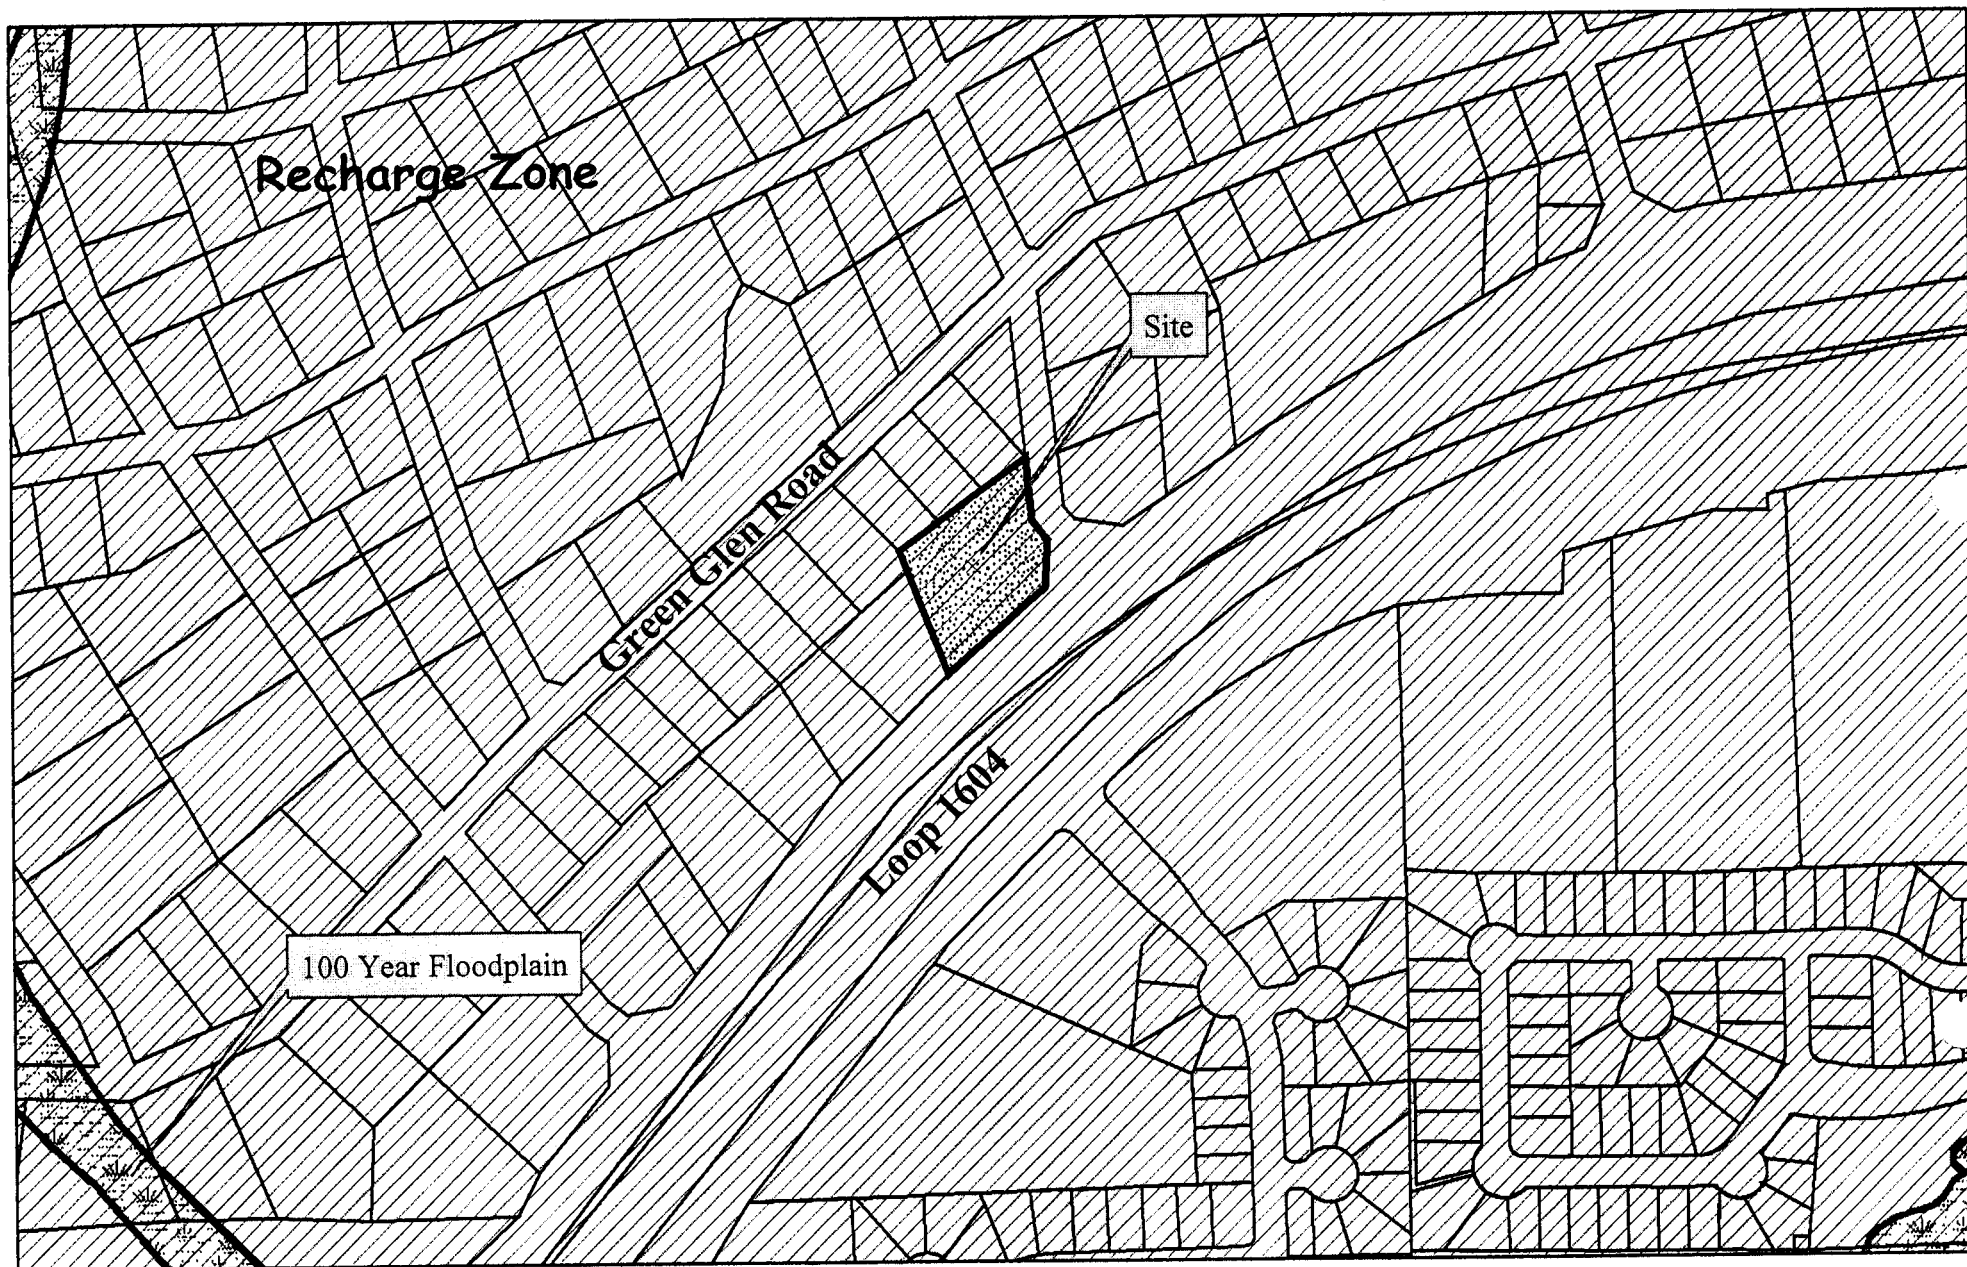 Recharge Zone
Site
Green Glen Road
Loop 1604
100 Year Floodplain